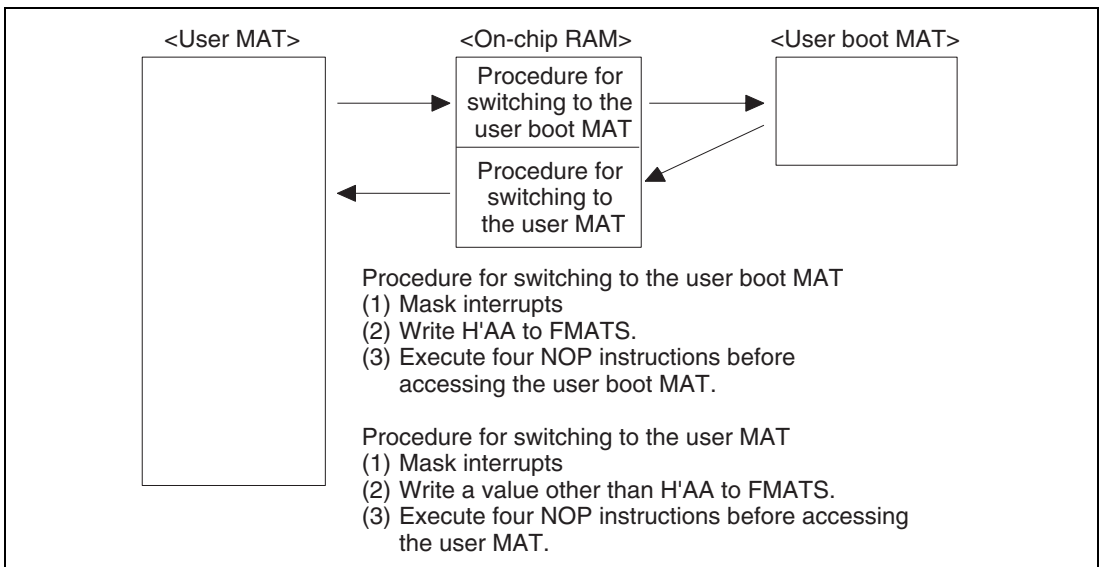 <User MAT>
<On-chip RAM>
<User boot MAT>
Procedure for
switching to the
user boot MAT
Procedure for
switching to
the user MAT
Procedure for switching to the user boot MAT
(1) Mask interrupts
(2) Write H'AA to FMATS.
(3) Execute four NOP instructions before
accessing the user boot MAT.
Procedure for switching to the user MAT
(1) Mask interrupts
(2) Write a value other than H'AA to FMATS.
(3) Execute four NOP instructions before accessing
the user MAT.